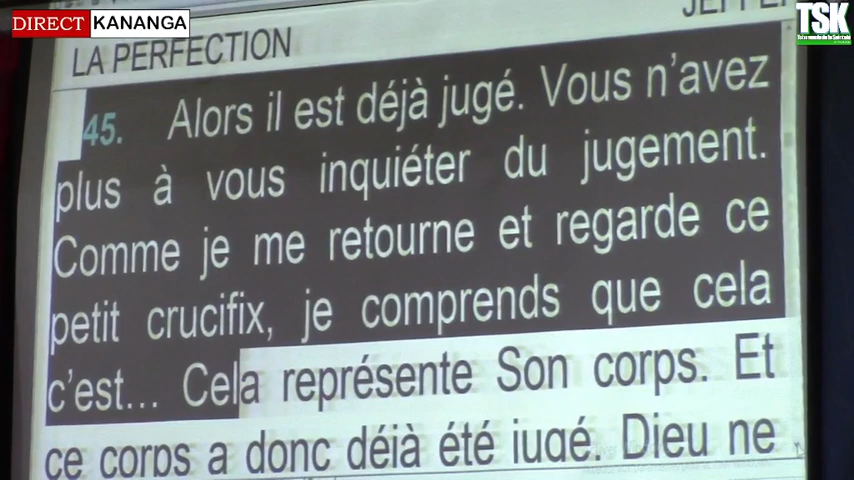 DIRECT KANANGA
TSK
LA PERFECTION
45. Alors il est déjà jugé. Vous n'avez
plus à vous inquiéter du jugement.
Comme je me retourne et regarde ce
petit crucifix, je comprends que cela
c'est... Cela représente Son corps. Et
ce corps a donc déjà été jugé. Dieu ne